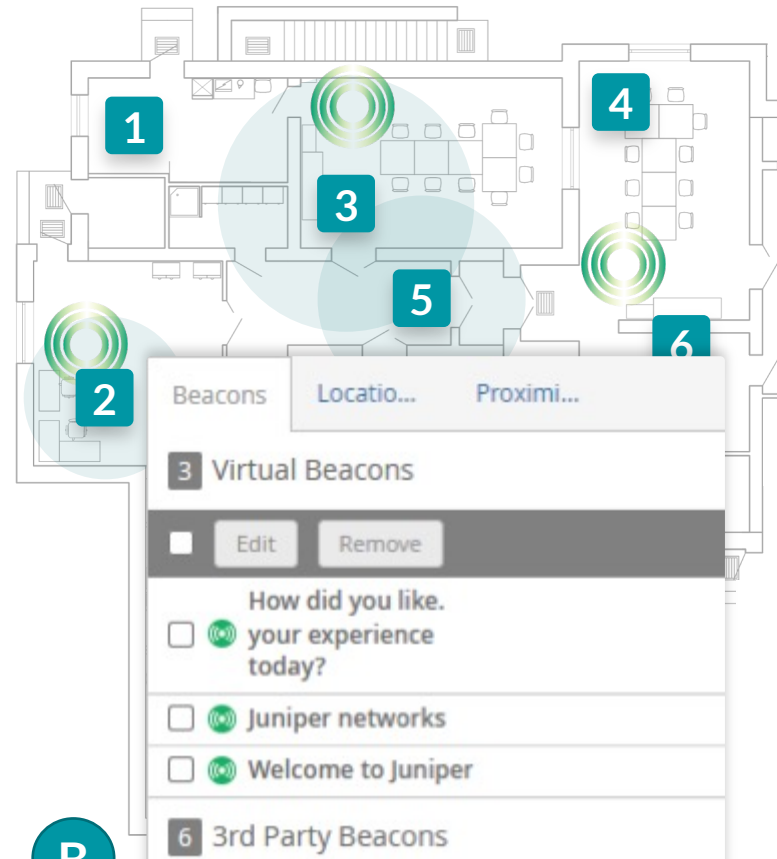 1
4
3
5
6
2
Beacons Locatio... Proximi...
3 Virtual Beacons
Edit Remove
How did you like.
your experience
today?
Juniper networks
Welcome to Juniper
6 3rd Party Beacons